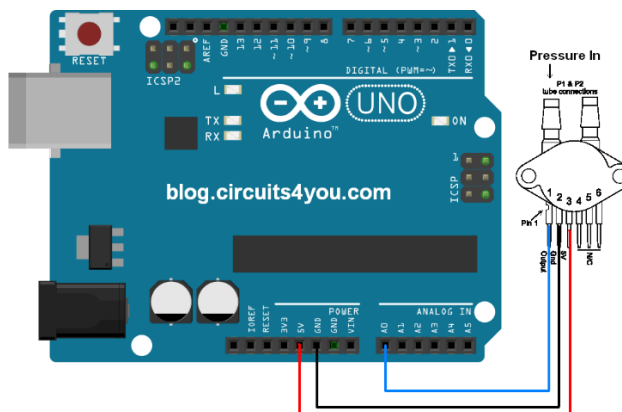 RESET
ICSP2
AREF
GND
13
12
~11
~10
~9
8
7
~6
~5
4
~3
2
TX0 ▶ 1
RX0 ◀ 0
DIGITAL (PWM=~)
L
TX
RX
Arduino™
UNO
ON
1
ICSP
blog.circuits4you.com
IOREF
RESET
3V3
5V
GND
GND
VIN
POWER
ANALOG IN
A0
A1
A2
A3
A4
A5
Pressure In
P1 & P2
tube connections
1
2
3
4
5
6
Pin 1
Output
Gnd
5V
N/C